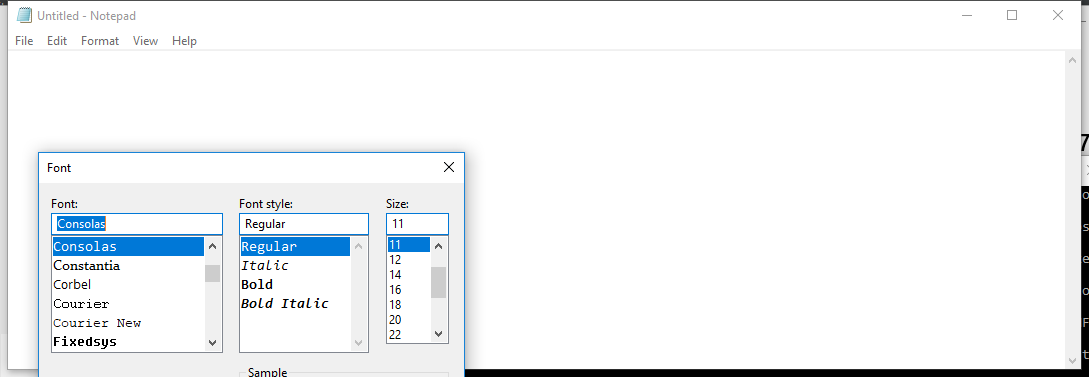 Untitled - Notepad
File Edit Format View Help
Font
Font: Font style: Size:
Consolas Regular 11
Consolas
Constantia
Corbel
Courier
Courier New
Fixedsys
Regular
Italic
Bold
Bold Italic
11
12
14
16
18
20
22
Sample
7
o
s
e
o
F
t